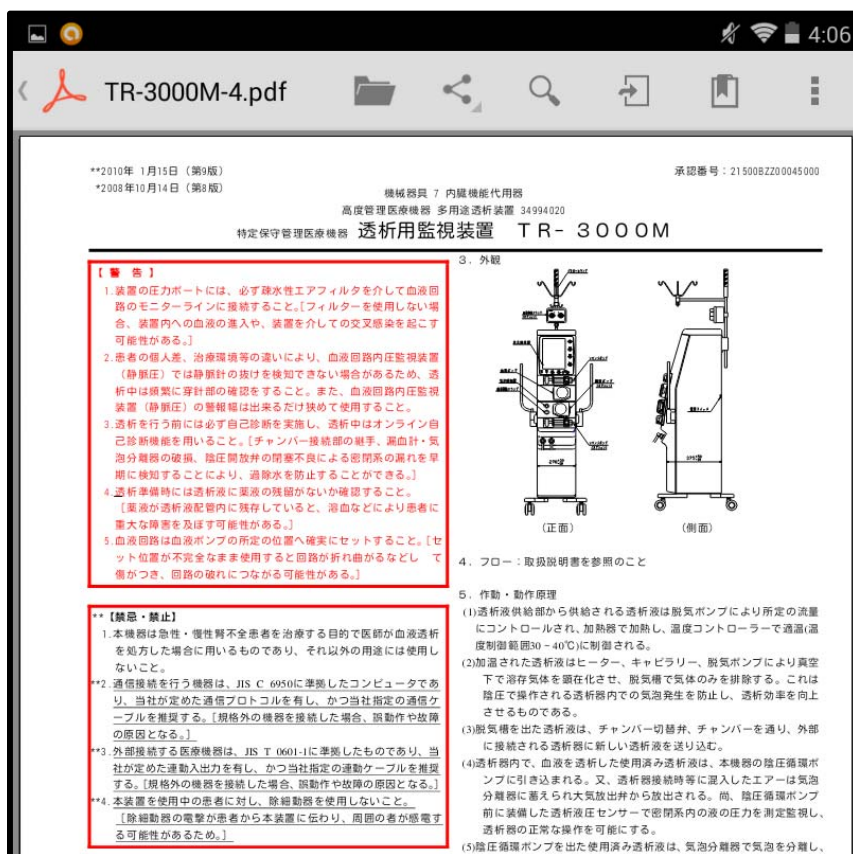 4:06
TR-3000M-4.pdf
**2010年 1月15日（第9版）
*2008年10月14日（第8版）
承認番号：21500BZZ00045000
機械器具 7 内臓機能代用器
高度管理医療機器 多用途透析装置 34994020
特定保守管理医療機器 透析用監視装置 ＴＲ－３０００Ｍ
【警 告】
1.装置の圧力ポートには、必ず疎水性エアフィルタを介して血液回
路のモニターラインに接続すること。[フィルターを使用しない場
合、装置内への血液の進入や、装置を介しての交叉感染を起こす
可能性がある。]
2.患者の個人差、治療環境等の違いにより、血液回路内圧監視装置
（静脈圧）では静脈針の抜けを検知できない場合があるため、透
析中は頻繁に穿針部の確認をすること。また、血液回路内圧監視
装置（静脈圧）の警報幅は出来るだけ狭めて使用すること。
3.透析を行う前には必ず自己診断を実施し、透析中はオンライン自
己診断機能を用いること。[チャンバー接続部の継手、漏血計・気
泡分離器の破損、陰圧開放弁の閉塞不良による密閉系の漏れを早
期に検知することにより、過除水を防止することができる。]
4.透析準備時には透析液に薬液の残留がないか確認すること。
[薬液が透析液配管内に残存していると、溶血などにより患者に
重大な障害を及ぼす可能性がある。]
5.血液回路は血液ポンプの所定の位置へ確実にセットすること。[セ
ット位置が不完全なまま使用すると回路が折れ曲がるなどし て
傷がつき、回路の破れにつながる可能性がある。]
**【禁忌・禁止】
1.本機器は急性・慢性腎不全患者を治療する目的で医師が血液透析
を処方した場合に用いるものであり、それ以外の用途には使用し
ないこと。
**2.通信接続を行う機器は、JIS C 6950に準拠したコンピュータであ
り、当社が定めた通信プロトコルを有し、かつ当社指定の通信ケ
ーブルを推奨する。[規格外の機器を接続した場合、誤動作や故障
の原因となる。]
**3.外部接続する医療機器は、JIS T 0601-1に準拠したものであり、当
社が定めた連動入出力を有し、かつ当社指定の連動ケーブルを推奨
する。[規格外の機器を接続した場合、誤動作や故障の原因となる。]
**4.本装置を使用中の患者に対し、除細動器を使用しないこと。
[除細動器の電撃が患者から本装置に伝わり、周囲の者が感電す
る可能性があるため。]
3．外観
（正面）
（側面）
4．フロー：取扱説明書を参照のこと
5．作動・動作原理
(1)透析液供給部から供給される透析液は脱気ポンプにより所定の流量
にコントロールされ、加熱器で加熱し、温度コントローラーで適温(温
度制御範囲30－40℃)に制御される。
(2)加温された透析液はヒーター、キャピラリー、脱気ポンプにより真空
下で溶存気体を顕在化させ、脱気槽で気体のみを排除する。これは
陰圧で操作される透析器内での気泡発生を防止し、透析効率を向上
させるものである。
(3)脱気槽を出た透析液は、チャンバー切替弁、チャンバーを通り、外部
に接続される透析器に新しい透析液を送り込む。
(4)透析器内で、血液を透析した使用済み透析液は、本機器の陰圧循環ポ
ンプに引き込まれる。又、透析器接続時等に混入したエアーは気泡
分離器に蓄えられ大気放出弁から放出される。尚、陰圧循環ポンプ
前に装備した透析液圧センサーで密閉系内の液の圧力を測定監視し、
透析器の正常な操作を可能にする。
(5)陰圧循環ポンプを出た使用済み透析液は、気泡分離器で気泡を分離し、